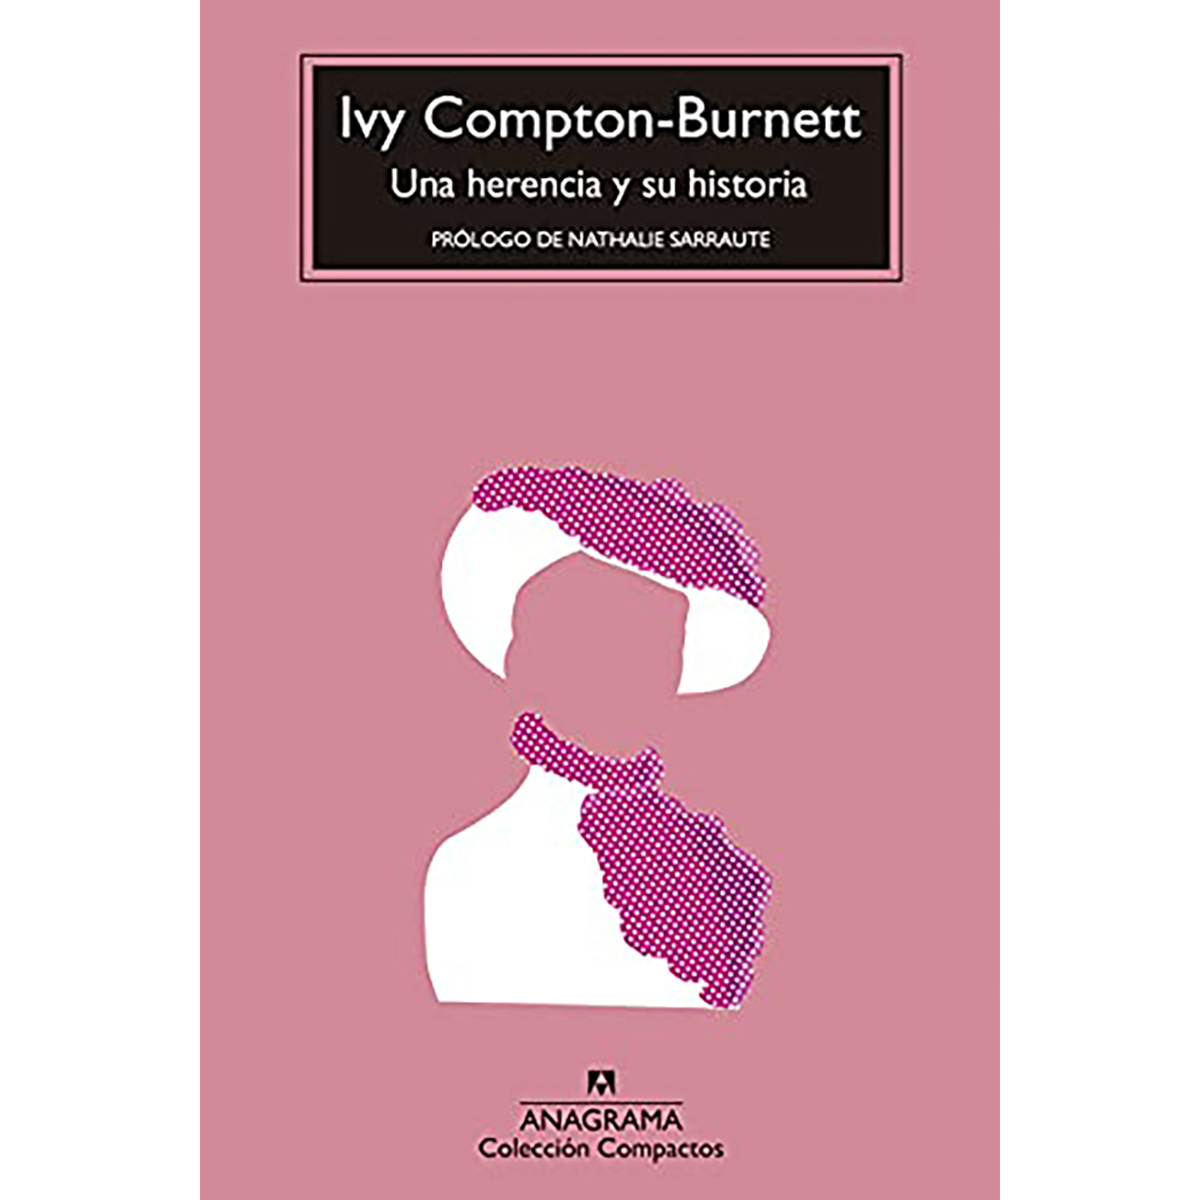 Ivy Compton-Burnett
Una herencia y su historia
PRÓLOGO DE NATHALIE SARRAUTE
ANAGRAMA
Colección Compactos